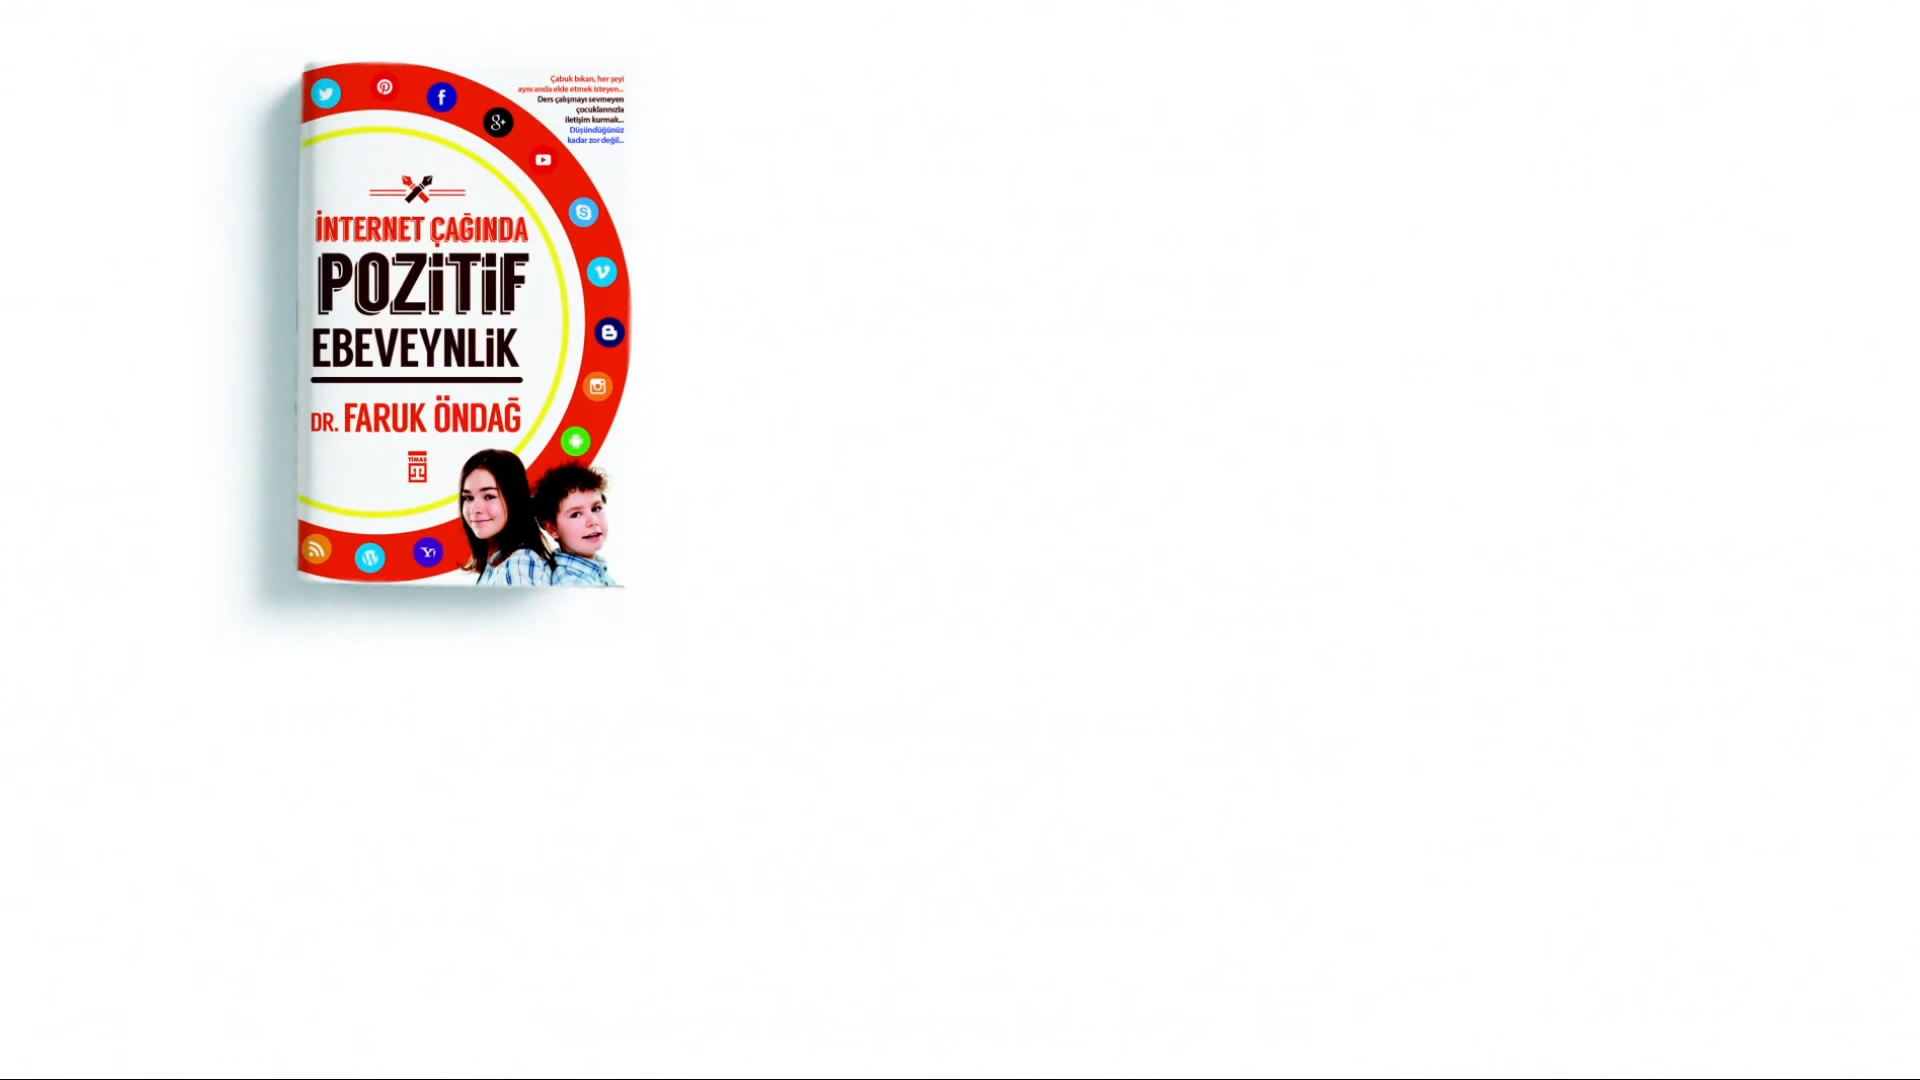 Çabuk bıkan, her şeyi
aynı anda elde etmek isteyen...
Ders çalışmayı sevmeyen
çocuklarınızla
iletişim kurmak...
Düşündüğünüz
kadar zor değil...
İNTERNET ÇAĞINDA
POZİTİF
EBEVEYNLİK
DR. FARUK ÖNDAĞ
TİMAŞ